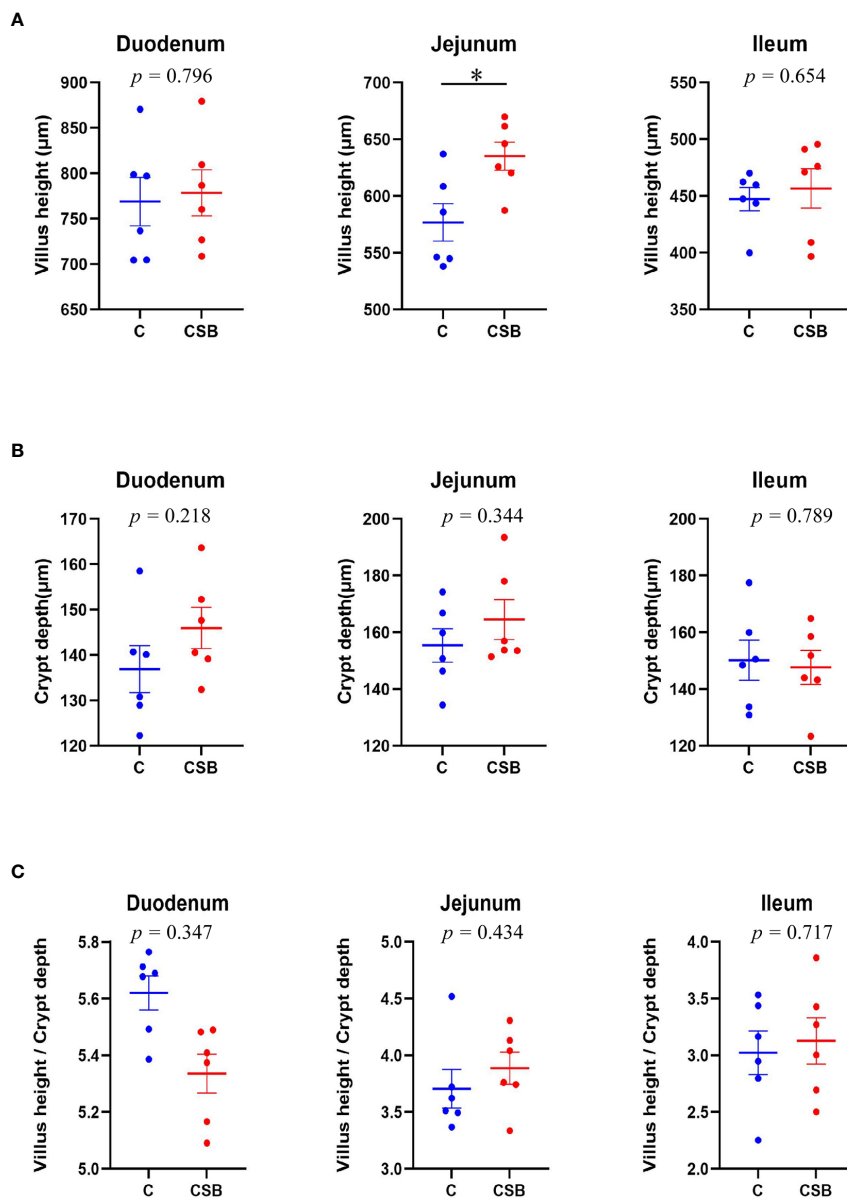 A
Duodenum
p = 0.796
Villus height (μm)
900
850
800
750
700
650
C
CSB
Jejunum
*
Villus height (μm)
700
650
600
550
500
C
CSB
Ileum
p = 0.654
Villus height (μm)
550
500
450
400
350
C
CSB
B
Duodenum
p = 0.218
Crypt depth(μm)
170
160
150
140
130
120
C
CSB
Jejunum
p = 0.344
Crypt depth(μm)
200
180
160
140
120
C
CSB
Ileum
p = 0.789
Crypt depth(μm)
200
180
160
140
120
C
CSB
C
Duodenum
p = 0.347
Villus height / Crypt depth
5.8
5.6
5.4
5.2
5.0
C
CSB
Jejunum
p = 0.434
Villus height / Crypt depth
5.0
4.5
4.0
3.5
3.0
C
CSB
Ileum
p = 0.717
Villus height / Crypt depth
4.0
3.5
3.0
2.5
2.0
C
CSB